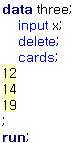 data three;
input x;
delete;
cards;
12
14
19
;
run;